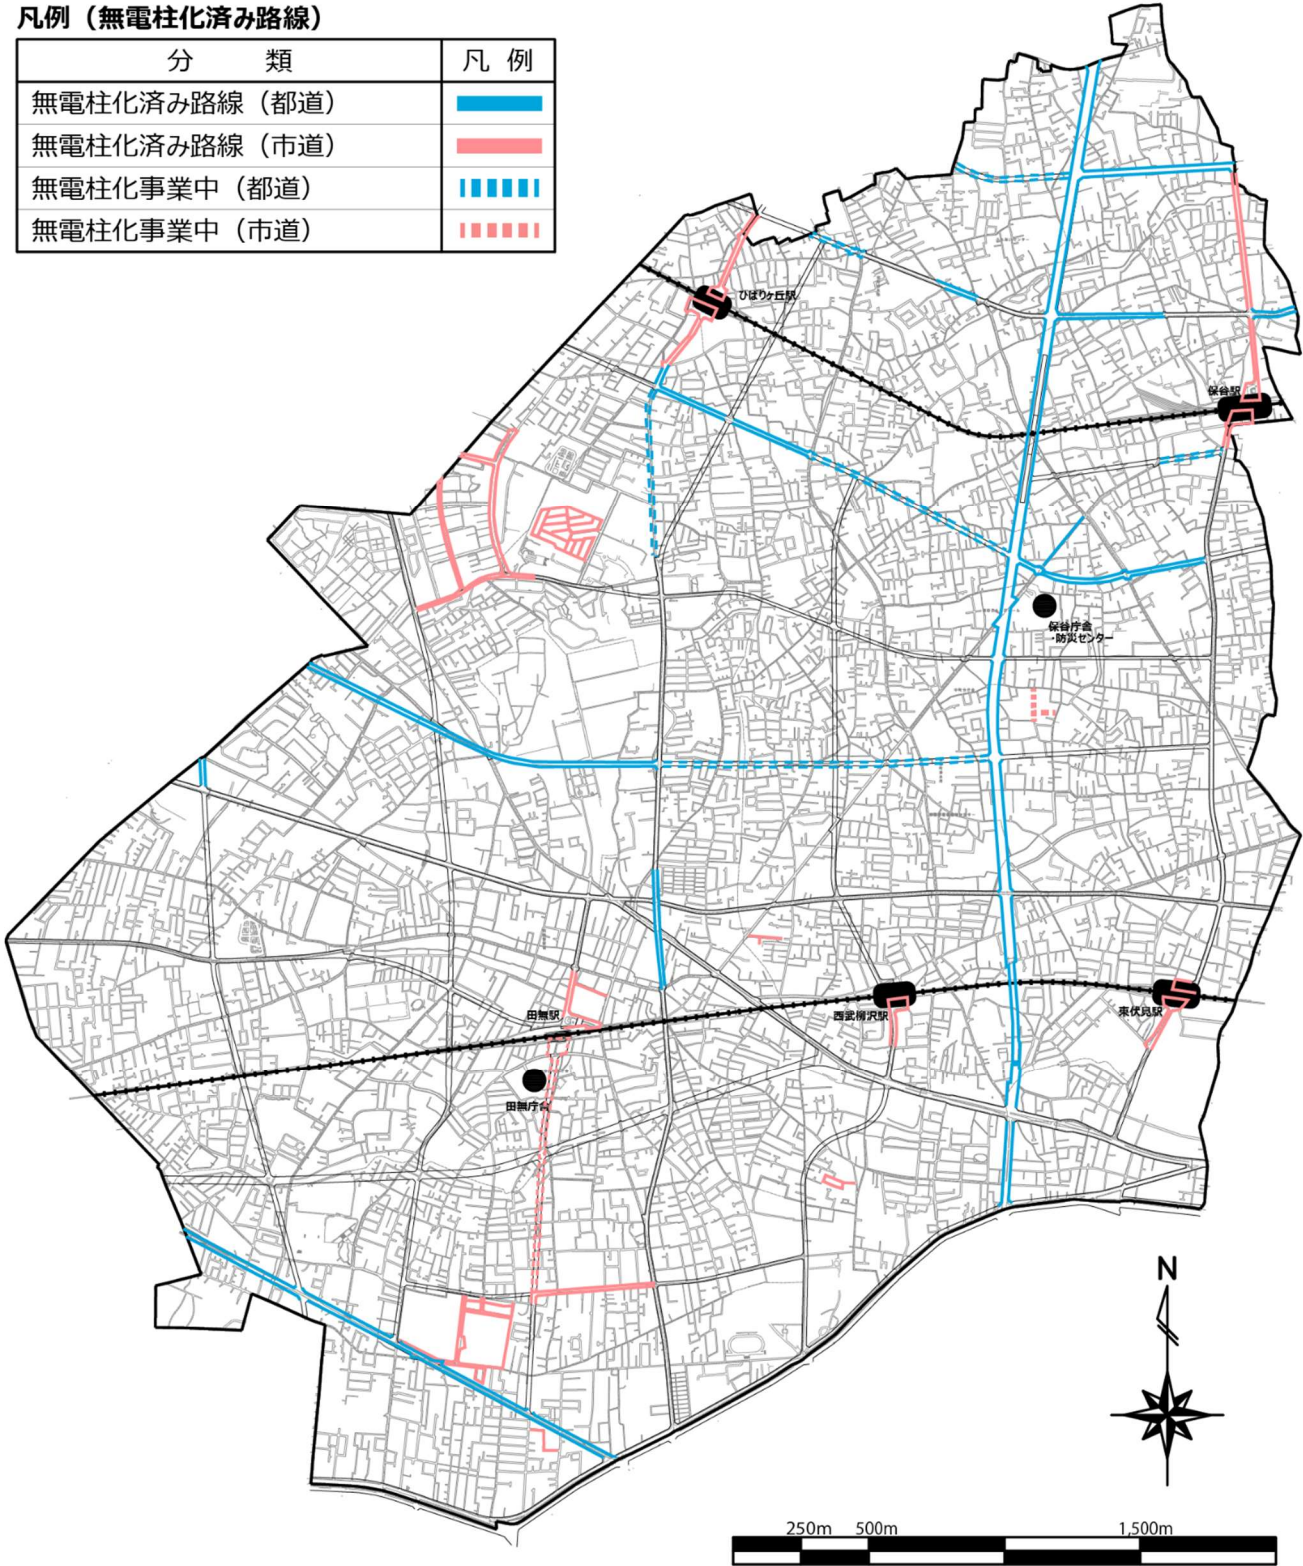 凡例（無電柱化済み路線）
分類 凡例
無電柱化済み路線（都道）
無電柱化済み路線（市道）
無電柱化事業中（都道）
無電柱化事業中（市道）
ひばりヶ丘駅
保谷駅
保谷庁舎
・防災センター
田無駅
西武柳沢駅
東伏見駅
田無庁舎
N
250m 500m 1,500m